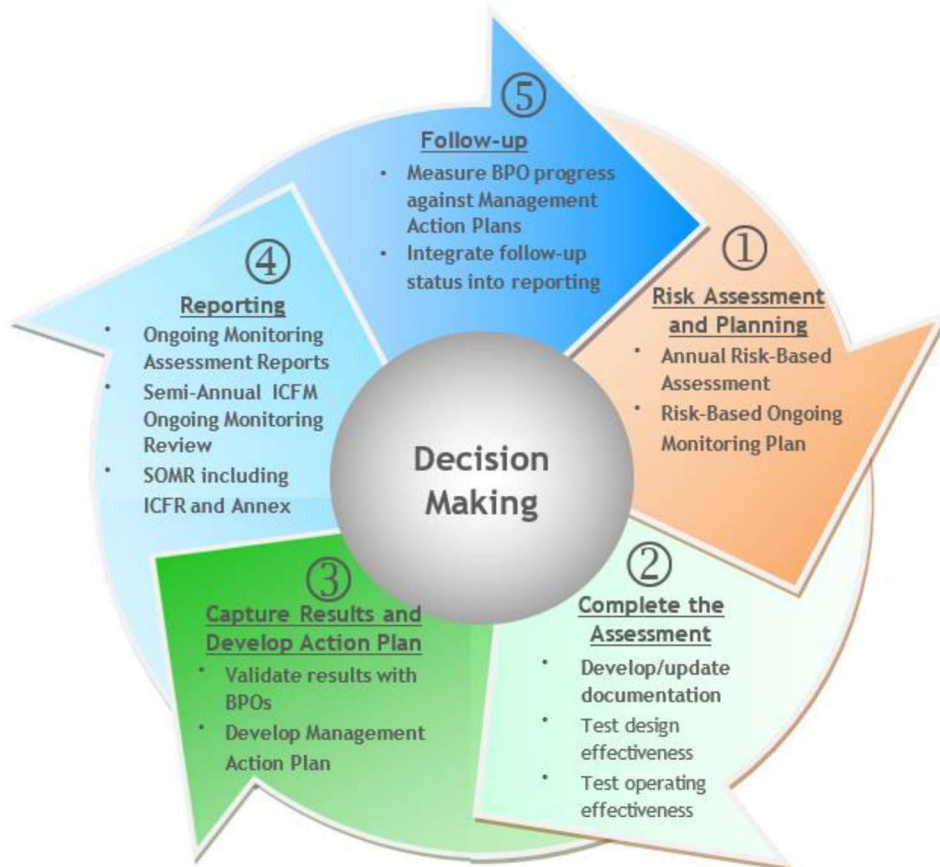 ⑤
Follow-up
• Measure BPO progress
against Management
Action Plans
• Integrate follow-up
status into reporting
①
Risk Assessment
and Planning
• Annual Risk-Based
Assessment
• Risk-Based Ongoing
Monitoring Plan
②
Complete the
Assessment
• Develop/update
documentation
• Test design
effectiveness
• Test operating
effectiveness
③
Capture Results and
Develop Action Plan
• Validate results with
BPOs
• Develop Management
Action Plan
④
Reporting
• Ongoing Monitoring
Assessment Reports
• Semi-Annual ICFM
Ongoing Monitoring
Review
• SOMR including
ICFR and Annex
Decision
Making